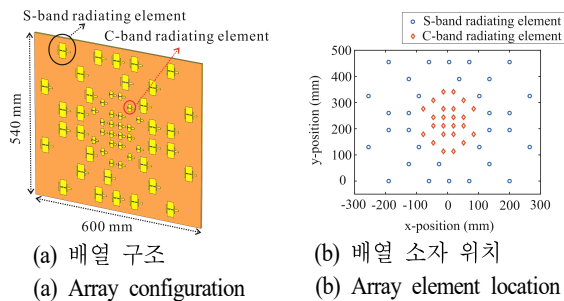 S-band radiating element
C-band radiating element
540 mm
600 mm
(a) 배열 구조
(a) Array configuration
S-band radiating element
C-band radiating element
500
400
300
200
100
0
y-position (mm)
-300 -200 -100 0 100 200 300
x-position (mm)
(b) 배열 소자 위치
(b) Array element location